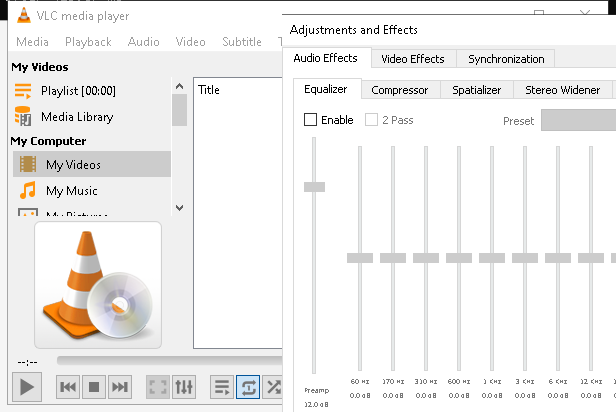 VLC media player
Media Playback Audio Video Subtitle
My Videos
Playlist [00:00]
Media Library
My Computer
My Videos
My Music
My Pictures
Title
--:--
Adjustments and Effects
Audio Effects Video Effects Synchronization
Equalizer Compressor Spatializer Stereo Widener
Enable 2 Pass Preset
60 Hz 170 Hz 310 Hz 600 Hz 1 KHz 3 KHz 6 KHz 12 KHz
Preamp 0.0 dB 0.0 dB 0.0 dB 0.0 dB 0.0 dB 0.0 dB 0.0 dB 0.0 dB
12.0 dB